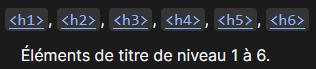 <h1>, <h2>, <h3>, <h4>, <h5>, <h6>
Éléments de titre de niveau 1 à 6.